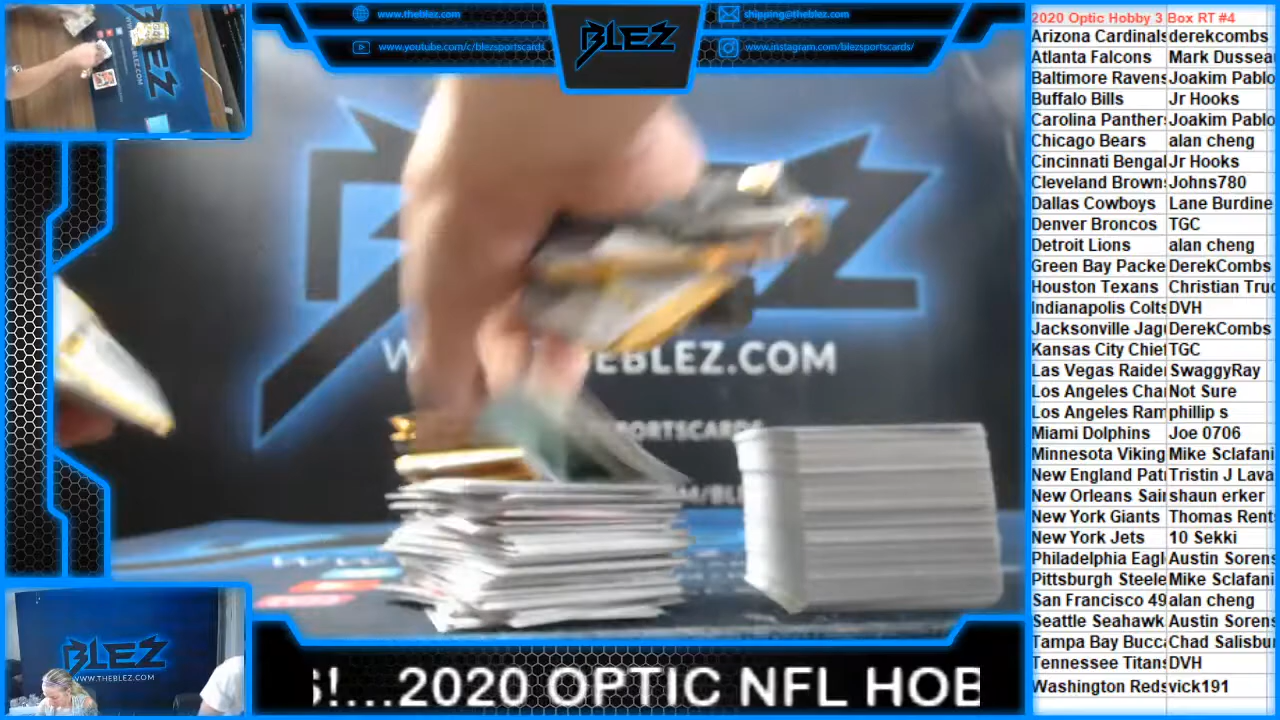 www.theblez.com
shipping@theblez.com
www.youtube.com/c/blezsportscards
www.instagram.com/blezsportscards/
BLEZ
.COM
EBLEZ.COM
BLEZ
WWW.THEBLEZ.COM
S!...2020 OPTIC NFL HOB
2020 Optic Hobby 3 Box RT #4
Arizona Cardinals derekcombs
Atlanta Falcons Mark Dussea
Baltimore Ravens Joakim Pablo
Buffalo Bills Jr Hooks
Carolina Panthers Joakim Pablo
Chicago Bears alan cheng
Cincinnati Bengal Jr Hooks
Cleveland Browns Johns780
Dallas Cowboys Lane Burdine
Denver Broncos TGC
Detroit Lions alan cheng
Green Bay Packe DerekCombs
Houston Texans Christian Truc
Indianapolis Colts DVH
Jacksonville Jagu DerekCombs
Kansas City Chief TGC
Las Vegas Raide SwaggyRay
Los Angeles Cha Not Sure
Los Angeles Ram phillip s
Miami Dolphins Joe 0706
Minnesota Viking Mike Sclafani
New England Pat Tristin J Lava
New Orleans Sain shaun erker
New York Giants Thomas Rent
New York Jets 10 Sekki
Philadelphia Eagl Austin Sorens
Pittsburgh Steele Mike Sclafani
San Francisco 49 alan cheng
Seattle Seahawk Austin Sorens
Tampa Bay Bucca Chad Salisbu
Tennessee Titans DVH
Washington Reds vick191